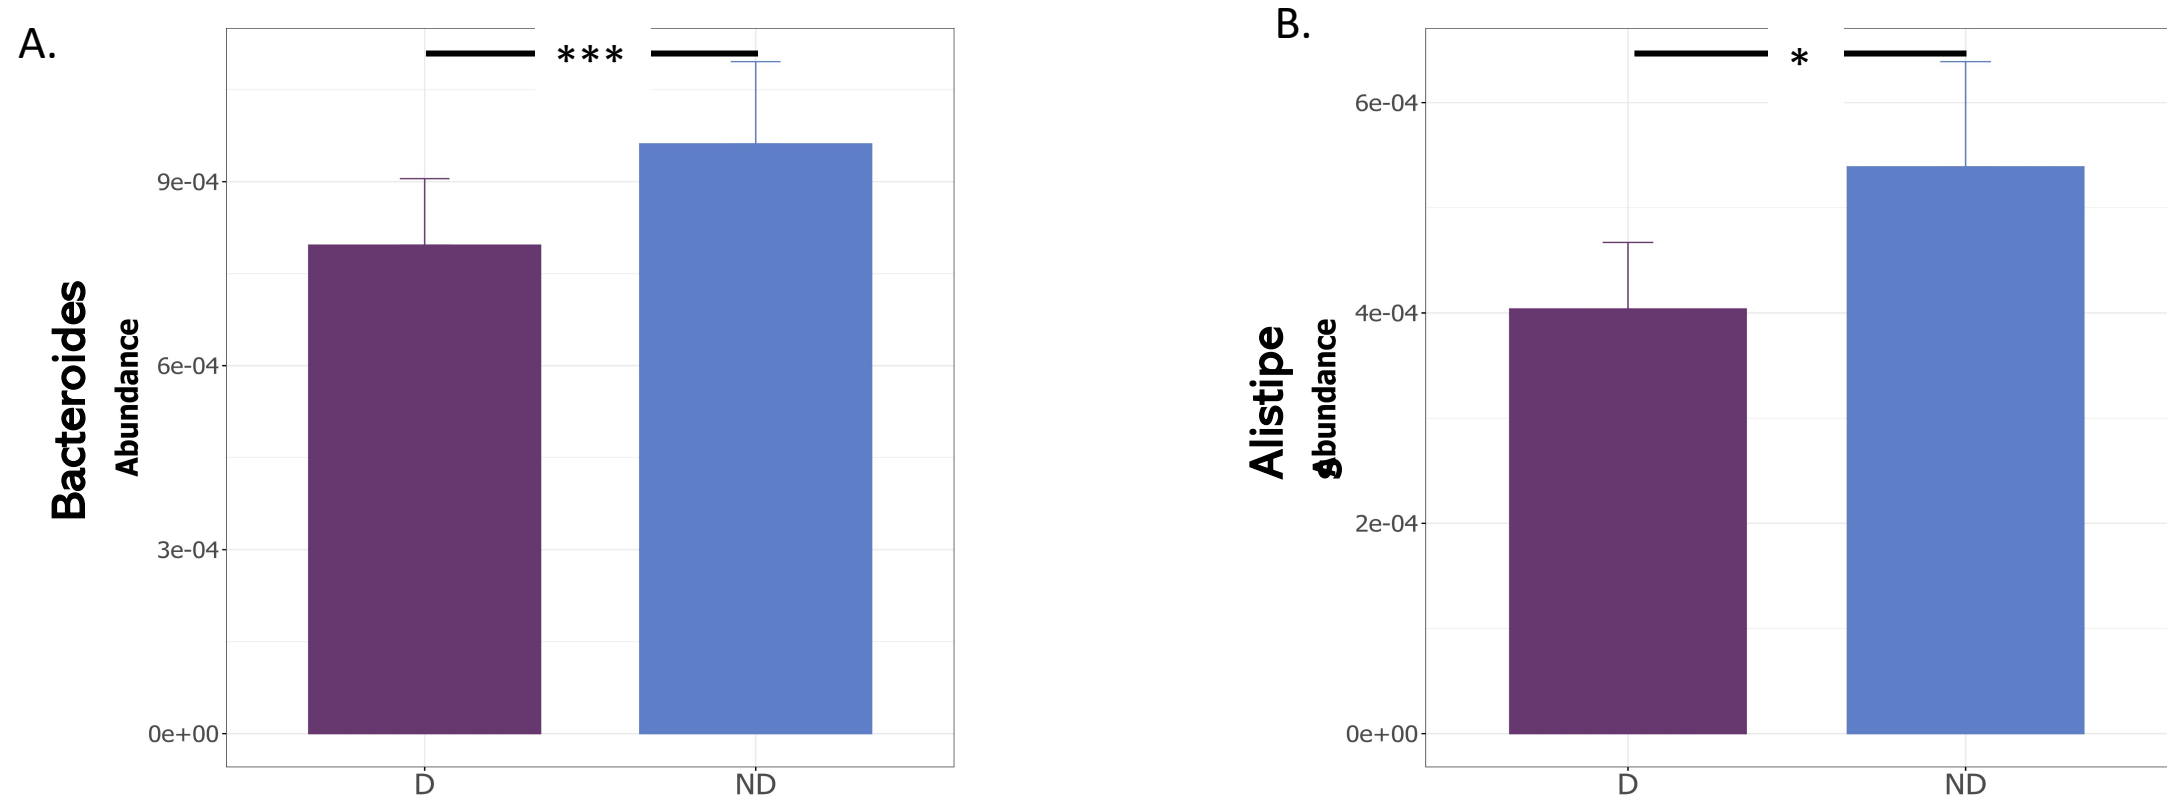 A.
***
Bacteroides
Abundance
9e-04
6e-04
3e-04
0e+00
D
ND
B.
*
Alistipe
s
Abundance
6e-04
4e-04
2e-04
0e+00
D
ND